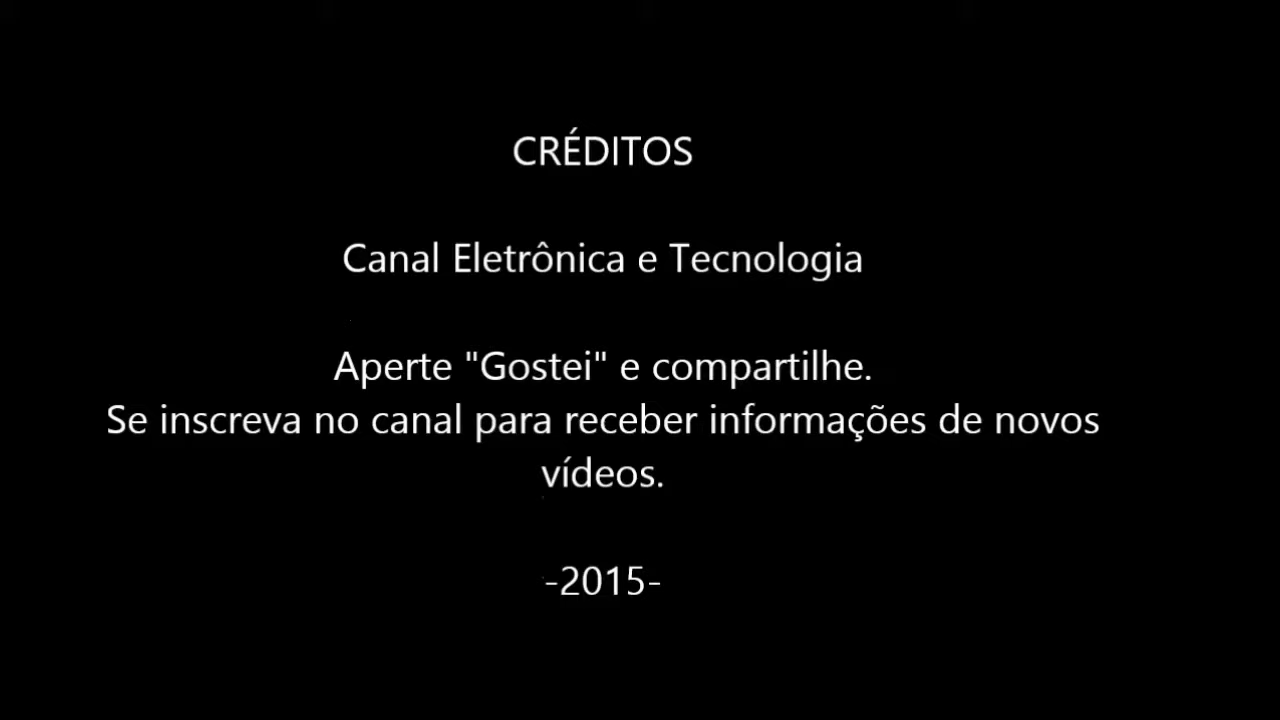 CRÉDITOS
Canal Eletrônica e Tecnologia
Aperte "Gostei" e compartilhe.
Se inscreva no canal para receber informações de novos
vídeos.
-2015-